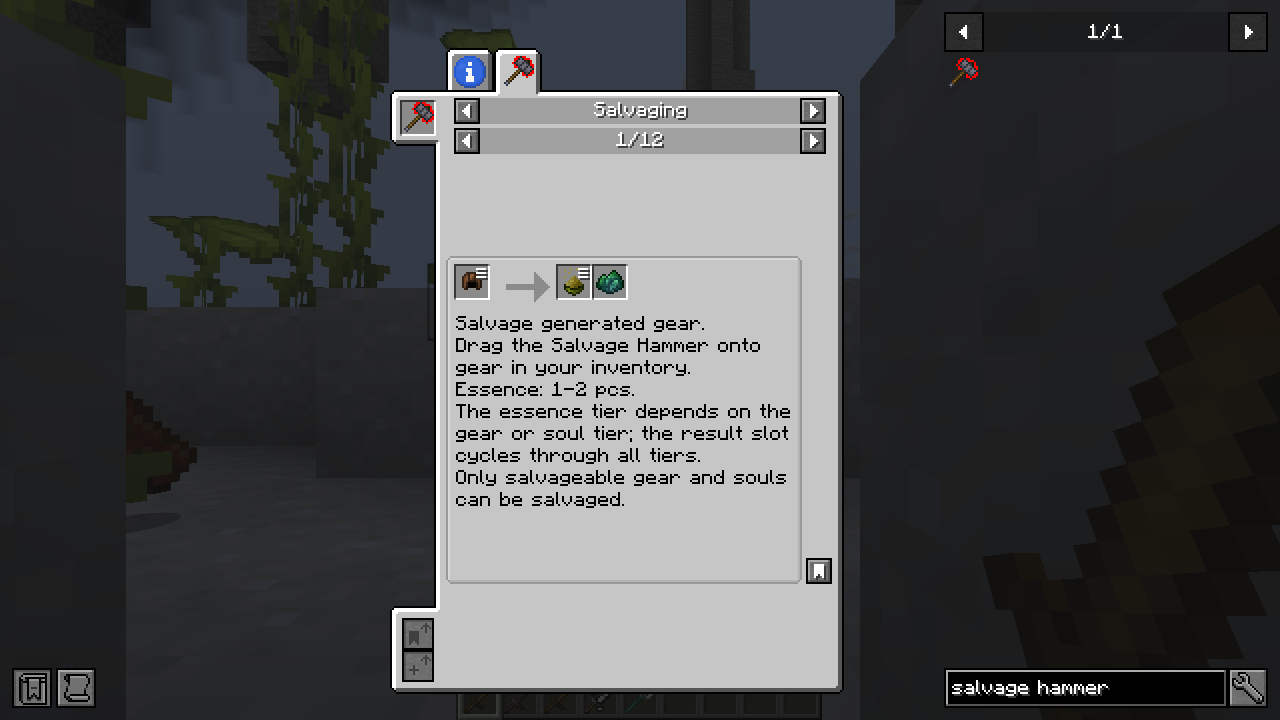 1/1
Salvaging
1/12
Salvage generated gear.
Drag the Salvage Hammer onto
gear in your inventory.
Essence: 1-2 pcs.
The essence tier depends on the
gear or soul tier; the result slot
cycles through all tiers.
Only salvageable gear and souls
can be salvaged.
salvage hammer